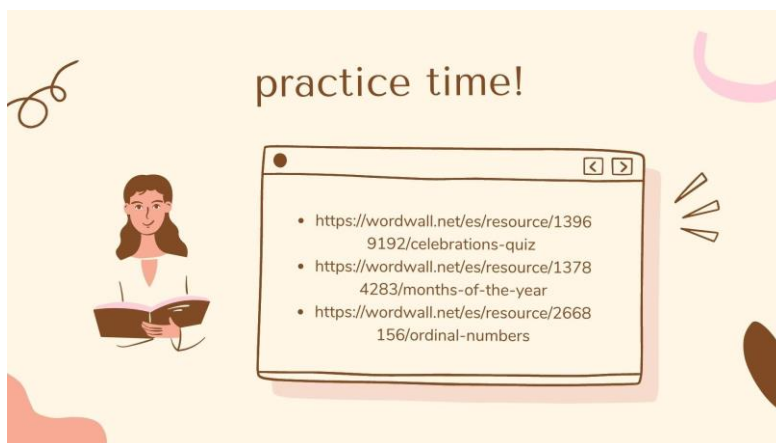 practice time!
• https://wordwall.net/es/resource/1396
9192/celebrations-quiz
• https://wordwall.net/es/resource/1378
4283/months-of-the-year
• https://wordwall.net/es/resource/2668
156/ordinal-numbers